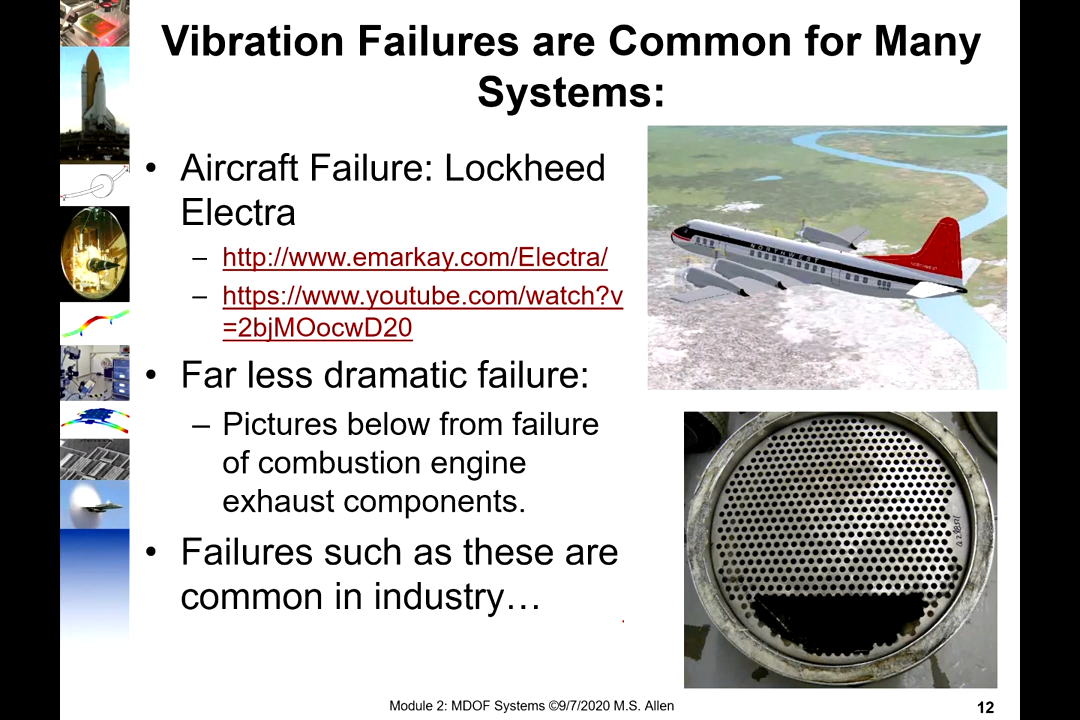 Vibration Failures are Common for Many
Systems:
• Aircraft Failure: Lockheed
Electra
– http://www.emarkay.com/Electra/
– https://www.youtube.com/watch?v
=2bjMOocwD20
• Far less dramatic failure:
– Pictures below from failure
of combustion engine
exhaust components.
• Failures such as these are
common in industry…
NORTHWEST
Module 2: MDOF Systems ©9/7/2020 M.S. Allen
12